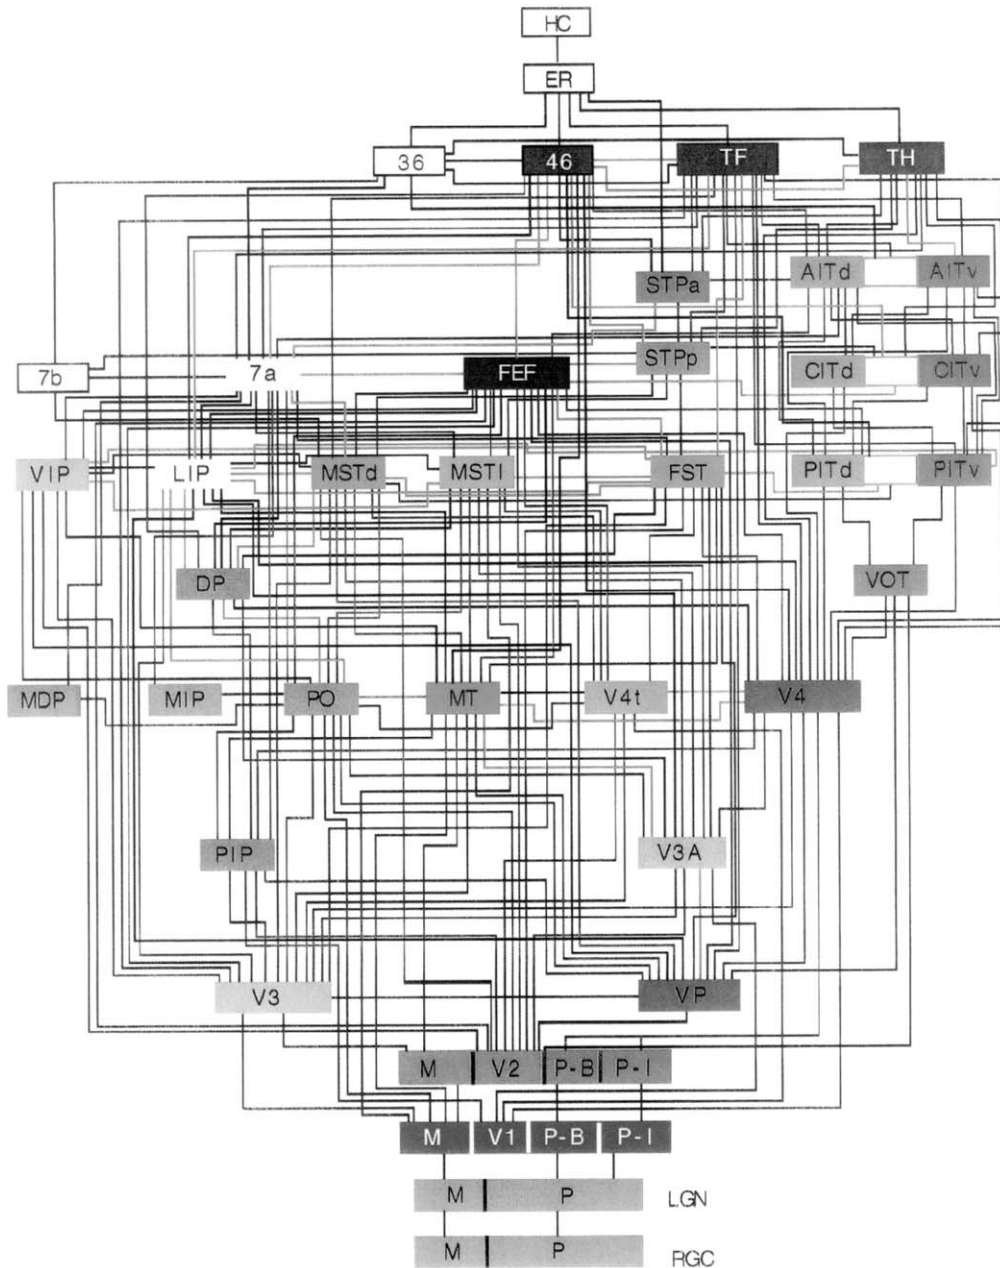 HC
ER
36 46 TF TH
STPa AITd AITv
7b 7a FEF STPp CITd CITv
VIP LIP MSTd MSTl FST PITd PITv
DP VOT
MDP MIP PO MT V4t V4
PIP V3A
V3 VP
M V2 P-B P-I
M V1 P-B P-I
M P LGN
M P RGC